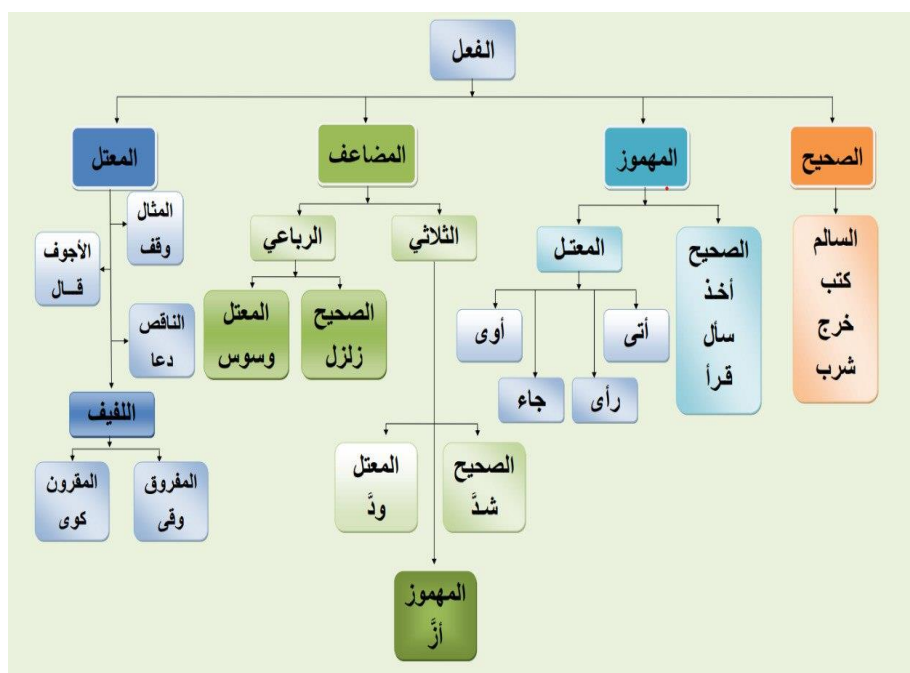 الفعل
الصحيح
المهموز
المضاعف
المعتل
السالم
كتب
خرج
شرب
الصحيح
أخذ
سأل
قرأ
المعتل
أتى
رأى
جاء
أوى
الثلاثي
الرباعي
الصحيح
زلزل
المعتل
وسوس
الصحيح
شدَّ
المعتل
ودَّ
المهموز
أزَّ
المثال
وقف
الأجوف
قــال
الناقص
دعا
اللفيف
المفروق
وقى
المقرون
كوى